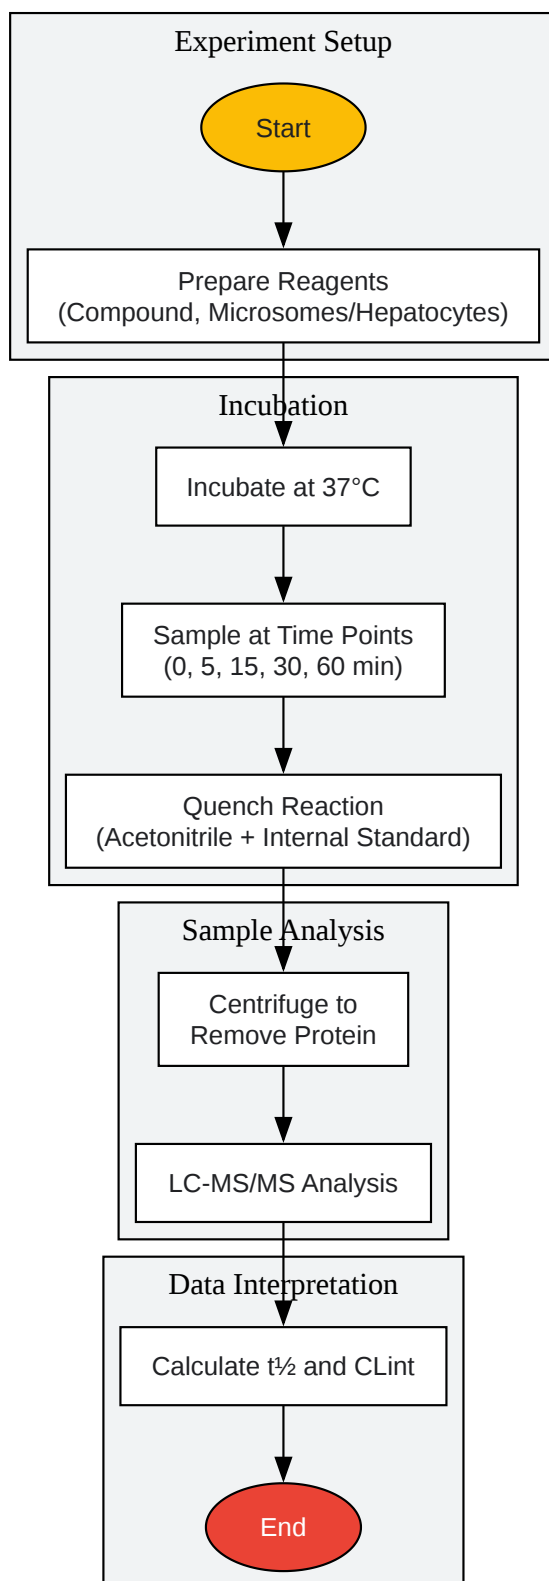 Experiment Setup
Start
Prepare Reagents
(Compound, Microsomes/Hepatocytes)
Incubation
Incubate at 37°C
Sample at Time Points
(0, 5, 15, 30, 60 min)
Quench Reaction
(Acetonitrile + Internal Standard)
Sample Analysis
Centrifuge to
Remove Protein
LC-MS/MS Analysis
Data Interpretation
Calculate t½ and CLint
End